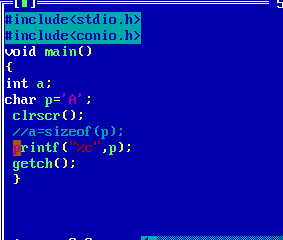 #include<stdio.h>
#include<conio.h>
void main()
{
int a;
char p='A';
clrscr();
//a=sizeof(p);
printf("%c",p);
getch();
}